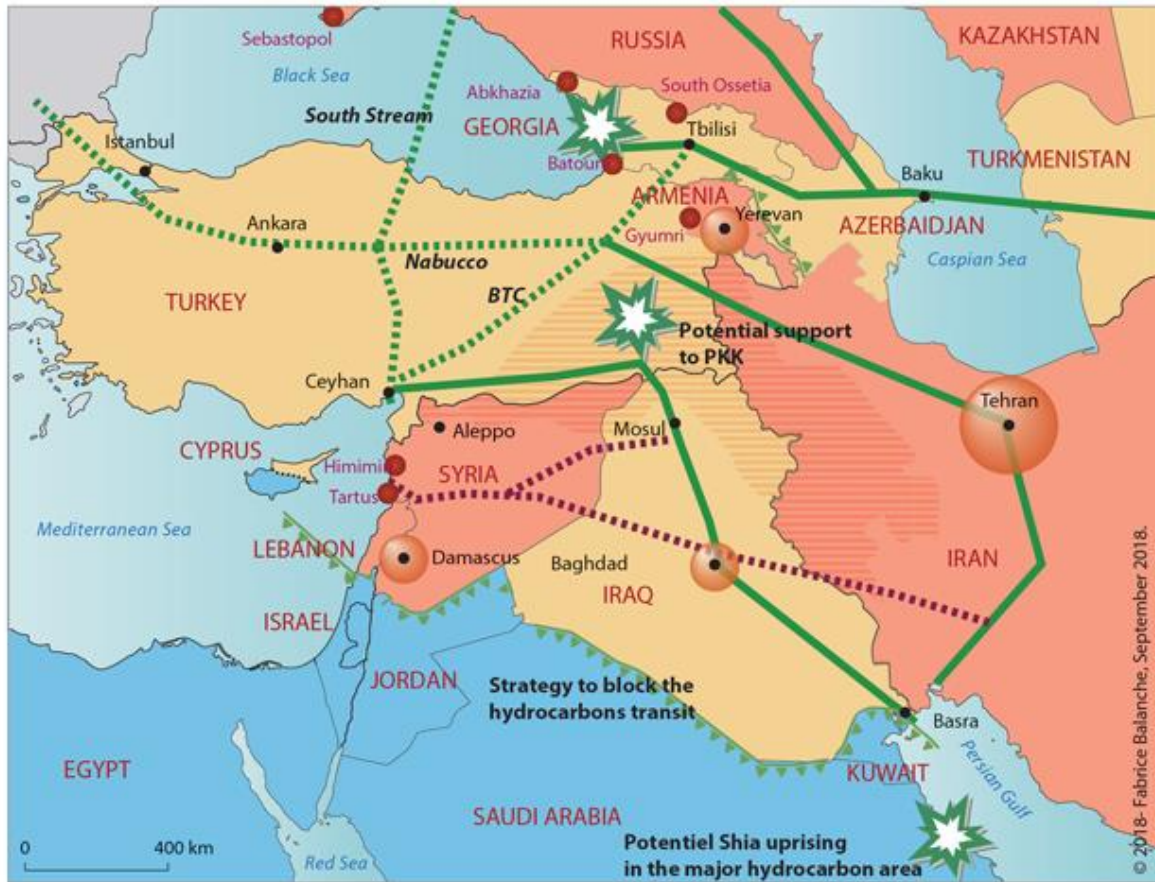 RUSSIA
KAZAKHSTAN
Sebastopol
Black Sea
Abkhazia
South Ossetia
South Stream
GEORGIA
Tbilisi
Istanbul
Batoum
TURKMENISTAN
Baku
ARMENIA
Ankara
Yerevan
AZERBAIDJAN
Gyumri
Nabucco
Caspian Sea
TURKEY
BTC
Potential support
to PKK
Ceyhan
Tehran
Aleppo
Mosul
CYPRUS
Himimi
SYRIA
Tartus
Mediterranean Sea
LEBANON
Damascus
Baghdad
IRAN
IRAQ
ISRAEL
JORDAN
Strategy to block the
hydrocarbons transit
Basra
EGYPT
KUWAIT
Persian Gulf
SAUDI ARABIA
Potentiel Shia uprising
in the major hydrocarbon area
0 400 km
Red Sea
© 2018- Fabrice Balanche, September 2018.